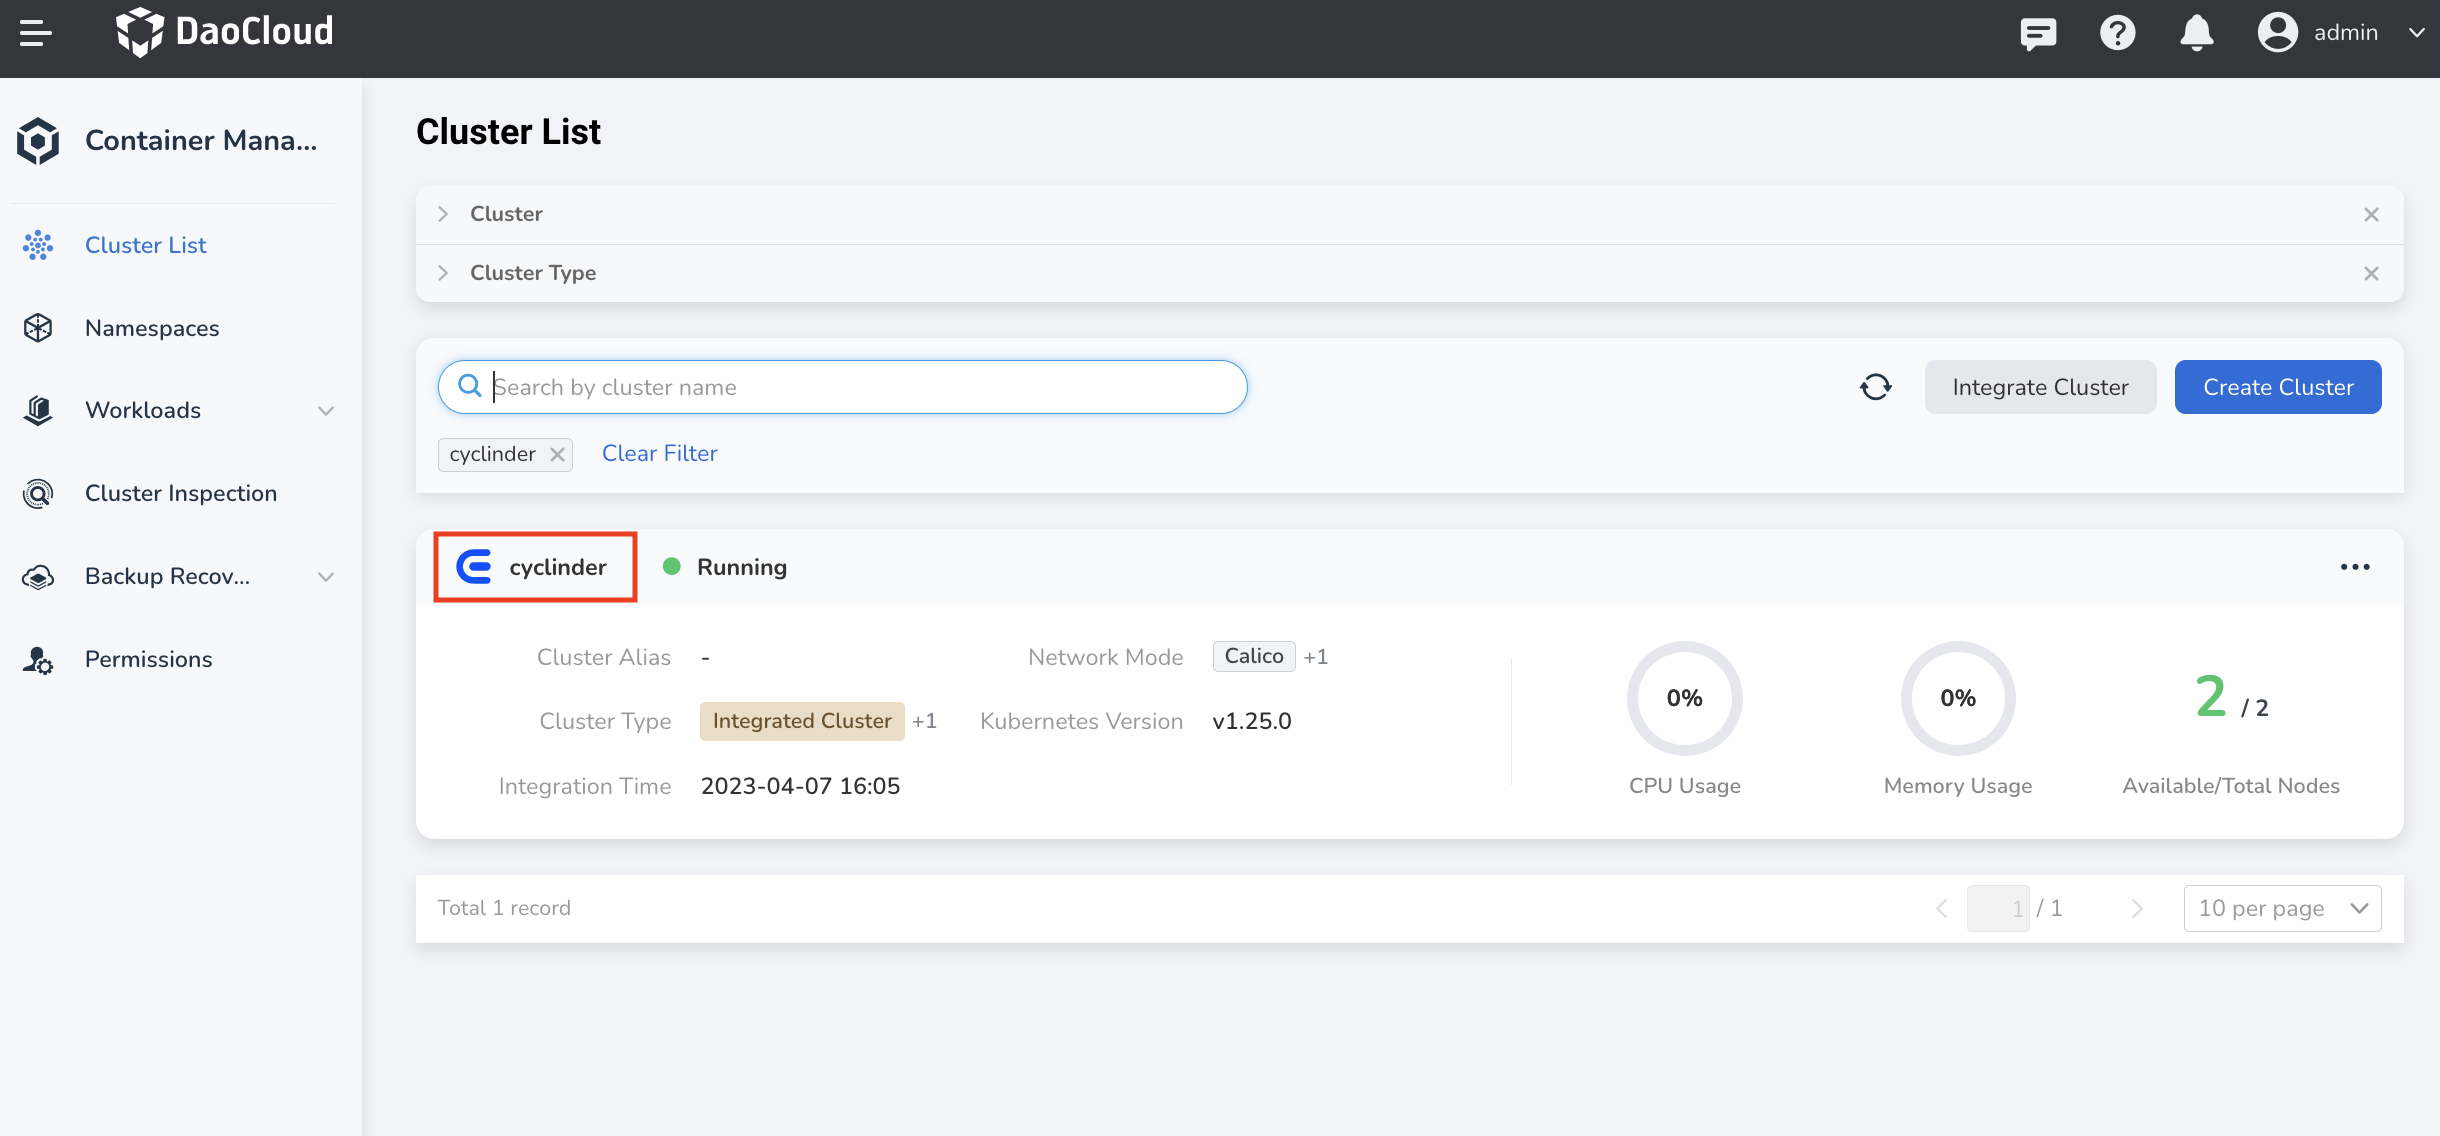 DaoCloud
admin
Container Mana...
Cluster List
Namespaces
Workloads
Cluster Inspection
Backup Recov...
Permissions
Cluster List
Cluster
Cluster Type
Search by cluster name
Integrate Cluster
Create Cluster
cyclinder
Clear Filter
cyclinder
Running
Cluster Alias -
Network Mode Calico +1
Cluster Type Integrated Cluster +1
Kubernetes Version v1.25.0
Integration Time 2023-04-07 16:05
0%
CPU Usage
0%
Memory Usage
2 / 2
Available/Total Nodes
Total 1 record
1 / 1
10 per page